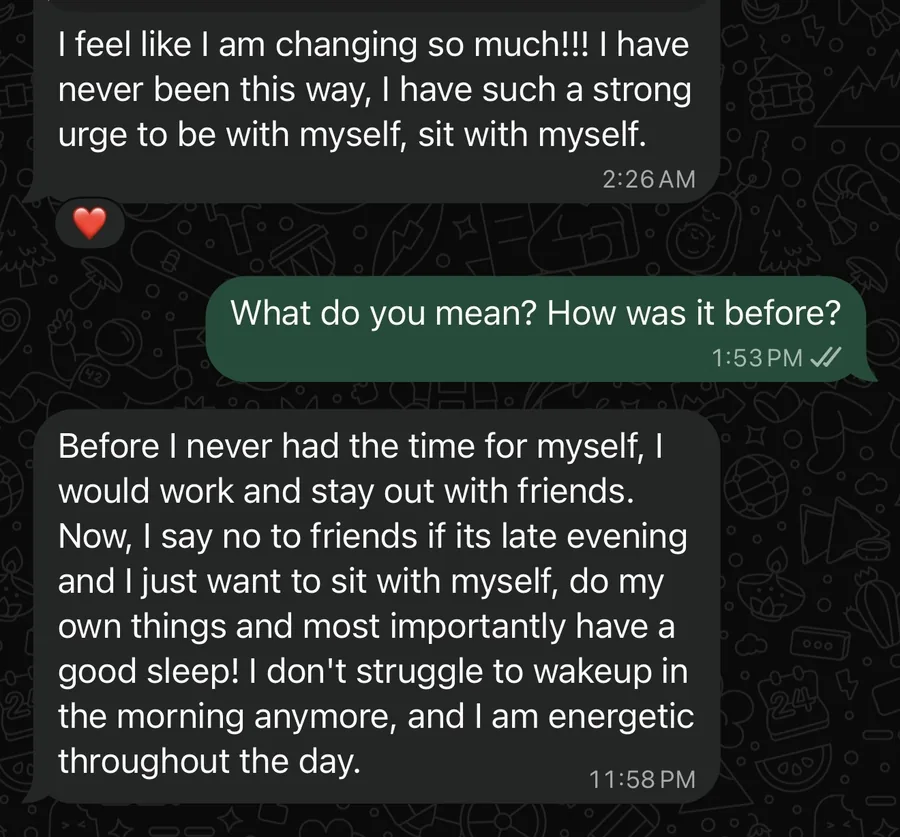 I feel like I am changing so much!!! I have
never been this way, I have such a strong
urge to be with myself, sit with myself.
2:26 AM
What do you mean? How was it before?
1:53 PM
Before I never had the time for myself, I
would work and stay out with friends.
Now, I say no to friends if its late evening
and I just want to sit with myself, do my
own things and most importantly have a
good sleep! I don't struggle to wakeup in
the morning anymore, and I am energetic
throughout the day.
11:58 PM